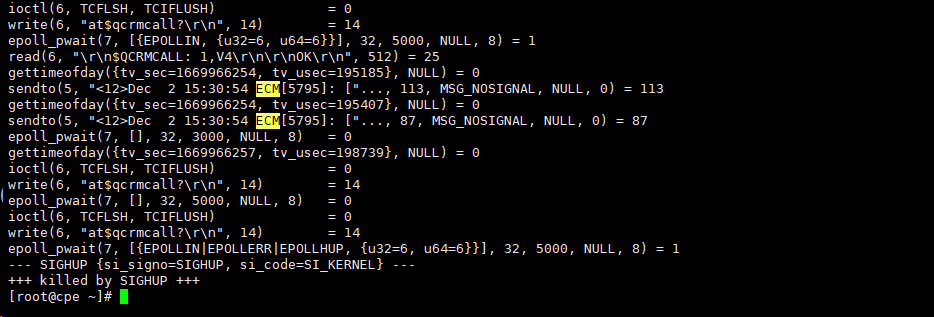 ioctl(6, TCFLSH, TCIFLUSH)               = 0
write(6, "at$qcrmcall?\r\n", 14)         = 14
epoll_pwait(7, [{EPOLLIN, {u32=6, u64=6}}], 32, 5000, NULL, 8) = 1
read(6, "\r\n$QCRMCALL: 1,V4\r\n\r\nOK\r\n", 512) = 25
gettimeofday({tv_sec=1669966254, tv_usec=195185}, NULL) = 0
sendto(5, "<12>Dec  2 15:30:54 ECM[5795]: ["..., 113, MSG_NOSIGNAL, NULL, 0) = 113
gettimeofday({tv_sec=1669966254, tv_usec=195407}, NULL) = 0
sendto(5, "<12>Dec  2 15:30:54 ECM[5795]: ["..., 87, MSG_NOSIGNAL, NULL, 0) = 87
epoll_pwait(7, [], 32, 3000, NULL, 8)   = 0
gettimeofday({tv_sec=1669966257, tv_usec=198739}, NULL) = 0
ioctl(6, TCFLSH, TCIFLUSH)               = 0
write(6, "at$qcrmcall?\r\n", 14)         = 14
epoll_pwait(7, [], 32, 5000, NULL, 8)   = 0
ioctl(6, TCFLSH, TCIFLUSH)               = 0
write(6, "at$qcrmcall?\r\n", 14)         = 14
epoll_pwait(7, [{EPOLLIN|EPOLLERR|EPOLLHUP, {u32=6, u64=6}}], 32, 5000, NULL, 8) = 1
--- SIGHUP {si_signo=SIGHUP, si_code=SI_KERNEL} ---
+++ killed by SIGHUP +++
[root@cpe ~]#